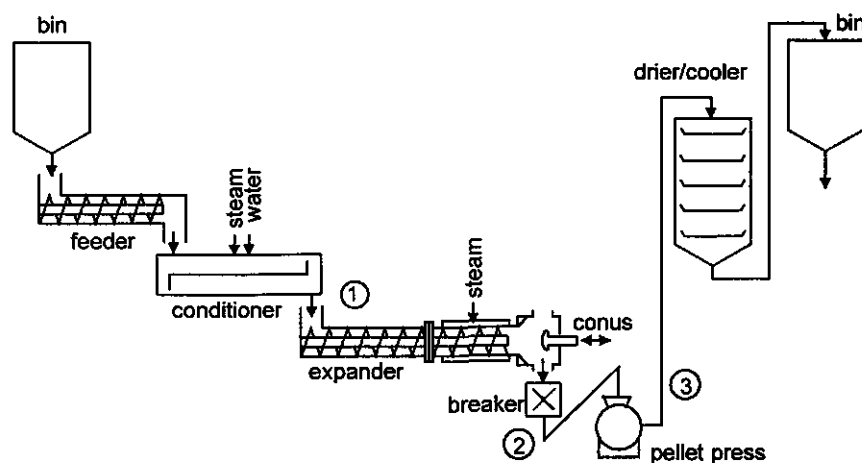 bin
bin
drier/cooler
steam
water
feeder
steam
1
conditioner
conus
expander
breaker
3
2
pellet press